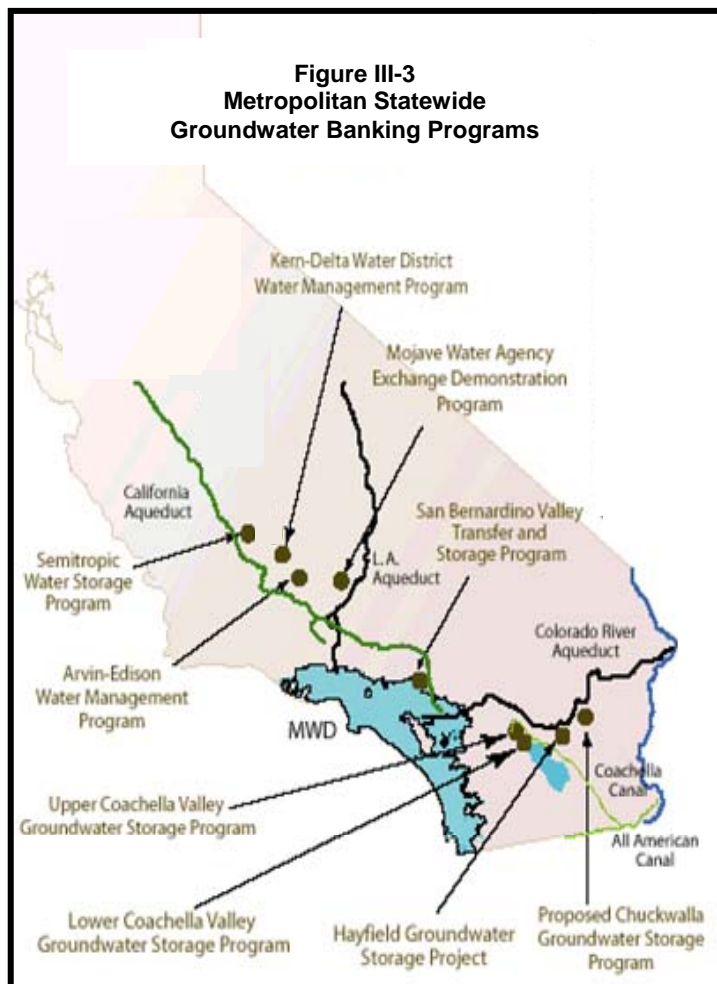 Figure III-3
Metropolitan Statewide
Groundwater Banking Programs
Kern-Delta Water District
Water Management Program
Mojave Water Agency
Exchange Demonstration
Program
California
Aqueduct
San Bernardino Valley
Transfer and
Storage Program
Semitropic
Water Storage
Program
L.A.
Aqueduct
Colorado River
Aqueduct
Arvin-Edison
Water Management
Program
MWD
Coachella
Canal
Upper Coachella Valley
Groundwater Storage Program
All American
Canal
Lower Coachella Valley
Groundwater Storage Program
Hayfield Groundwater
Storage Project
Proposed Chuckwalla
Groundwater Storage
Program